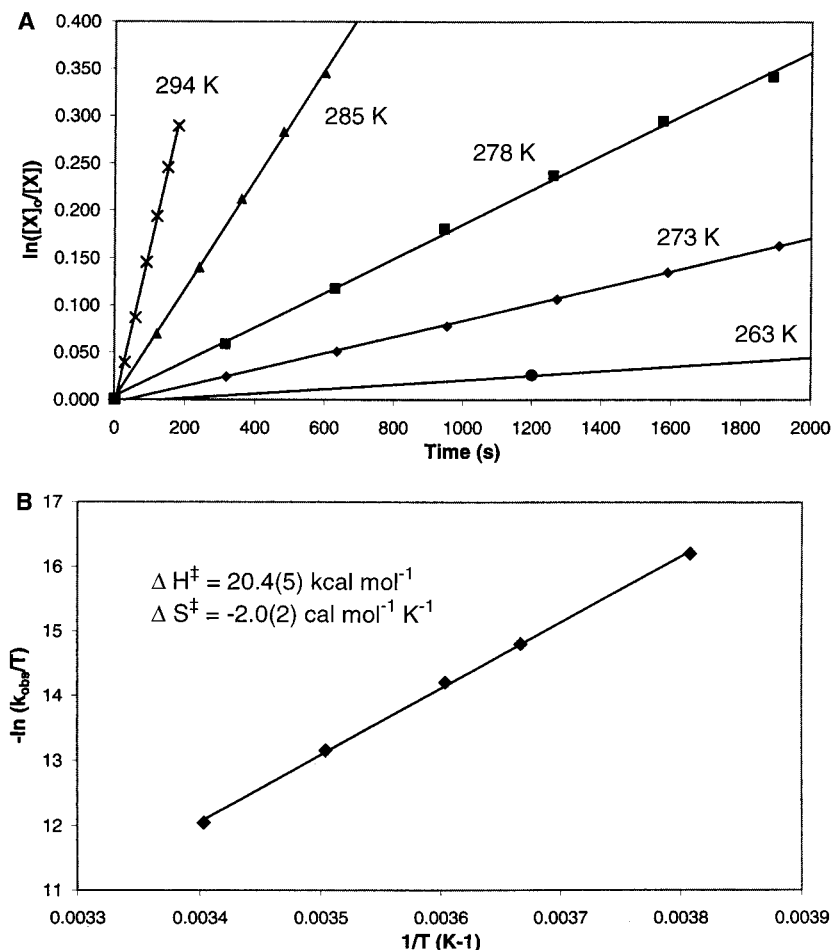 A
0.400
0.350
0.300
0.250
0.200
0.150
0.100
0.050
0.000
ln([X]o/[X])
294 K
285 K
278 K
273 K
263 K
0 200 400 600 800 1000 1200 1400 1600 1800 2000
Time (s)
B
17
16
15
14
13
12
11
-ln (kobs/T)
Δ H‡ = 20.4(5) kcal mol-1
Δ S‡ = -2.0(2) cal mol-1 K-1
0.0033 0.0034 0.0035 0.0036 0.0037 0.0038 0.0039
1/T (K-1)